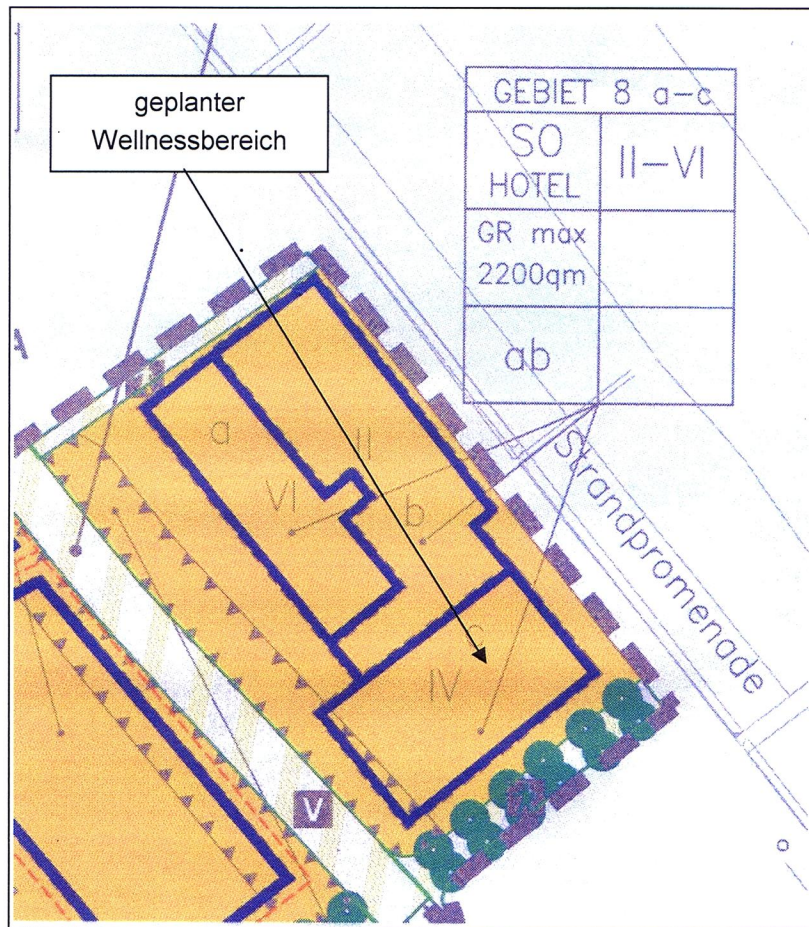 geplanter
Wellnessbereich
GEBIET 8 a-c
SO
HOTEL
II-VI
GR max
2200qm
ab
a
II
VI
b
Strandpromenade
c
IV
V